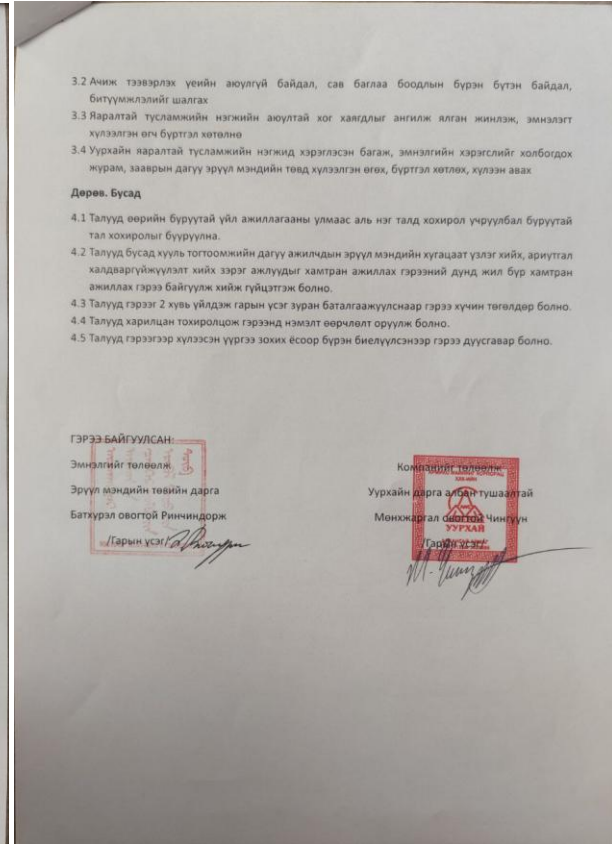 3.2 Ачиж тээвэрлэх үеийн аюулгүй байдал, сав баглаа боодлын бүрэн бүтэн байдал,
битүүмжлэлийг шалгах
3.3 Яаралтай тусламжийн нэгжийн аюултай хог хаягдлыг ангилж ялган жинлэж, эмнэлэгт
хүлээлгэн өгч бүртгэл хөтөлнө
3.4 Уурхайн яаралтай тусламжийн нэгжид хэрэглэсэн багаж, эмнэлгийн хэрэгслийг холбогдох
журам, зааврын дагуу эрүүл мэндийн төвд хүлээлгэн өгөх, бүртгэл хөтлөх, хүлээн авах
Дөрөв. Бусад
4.1 Талууд өөрийн буруутай үйл ажиллагааны улмаас аль нэг талд хохирол учруулбал буруутай
тал хохиролыг бууруулна.
4.2 Талууд бусад хууль тогтоомжийн дагуу ажилчдын эрүүл мэндийн хугацаат үзлэг хийх, ариутгал
халдваргүйжүүлэлт хийх зэрэг ажлуудыг хамтран ажиллах гэрээний дунд жил бүр хамтран
ажиллах гэрээ байгуулж хийж гүйцэтгэж болно.
4.3 Талууд гэрээг 2 хувь үйлдэж гарын үсэг зуран баталгаажуулснаар гэрээ хүчин төгөлдөр болно.
4.4 Талууд харилцан тохиролцож гэрээнд нэмэлт өөрчлөлт оруулж болно.
4.5 Талууд гэрээгээр хүлээсэн үүргээ зохих ёсоор бүрэн биелүүлсэнээр гэрээ дуусгавар болно.
ГЭРЭЭ БАЙГУУЛСАН:
Эмнэлгийг төлөөлж
Компанийг төлөөлж
Эрүүл мэндийн төвийн дарга
Уурхайн дарга албан тушаалтай
Батхүрэл овогтой Ринчиндорж
Мөнхжаргал овогтой Чингүүн
УУРХАЙ
/Гарын үсэг/
/Гарын үсэг/